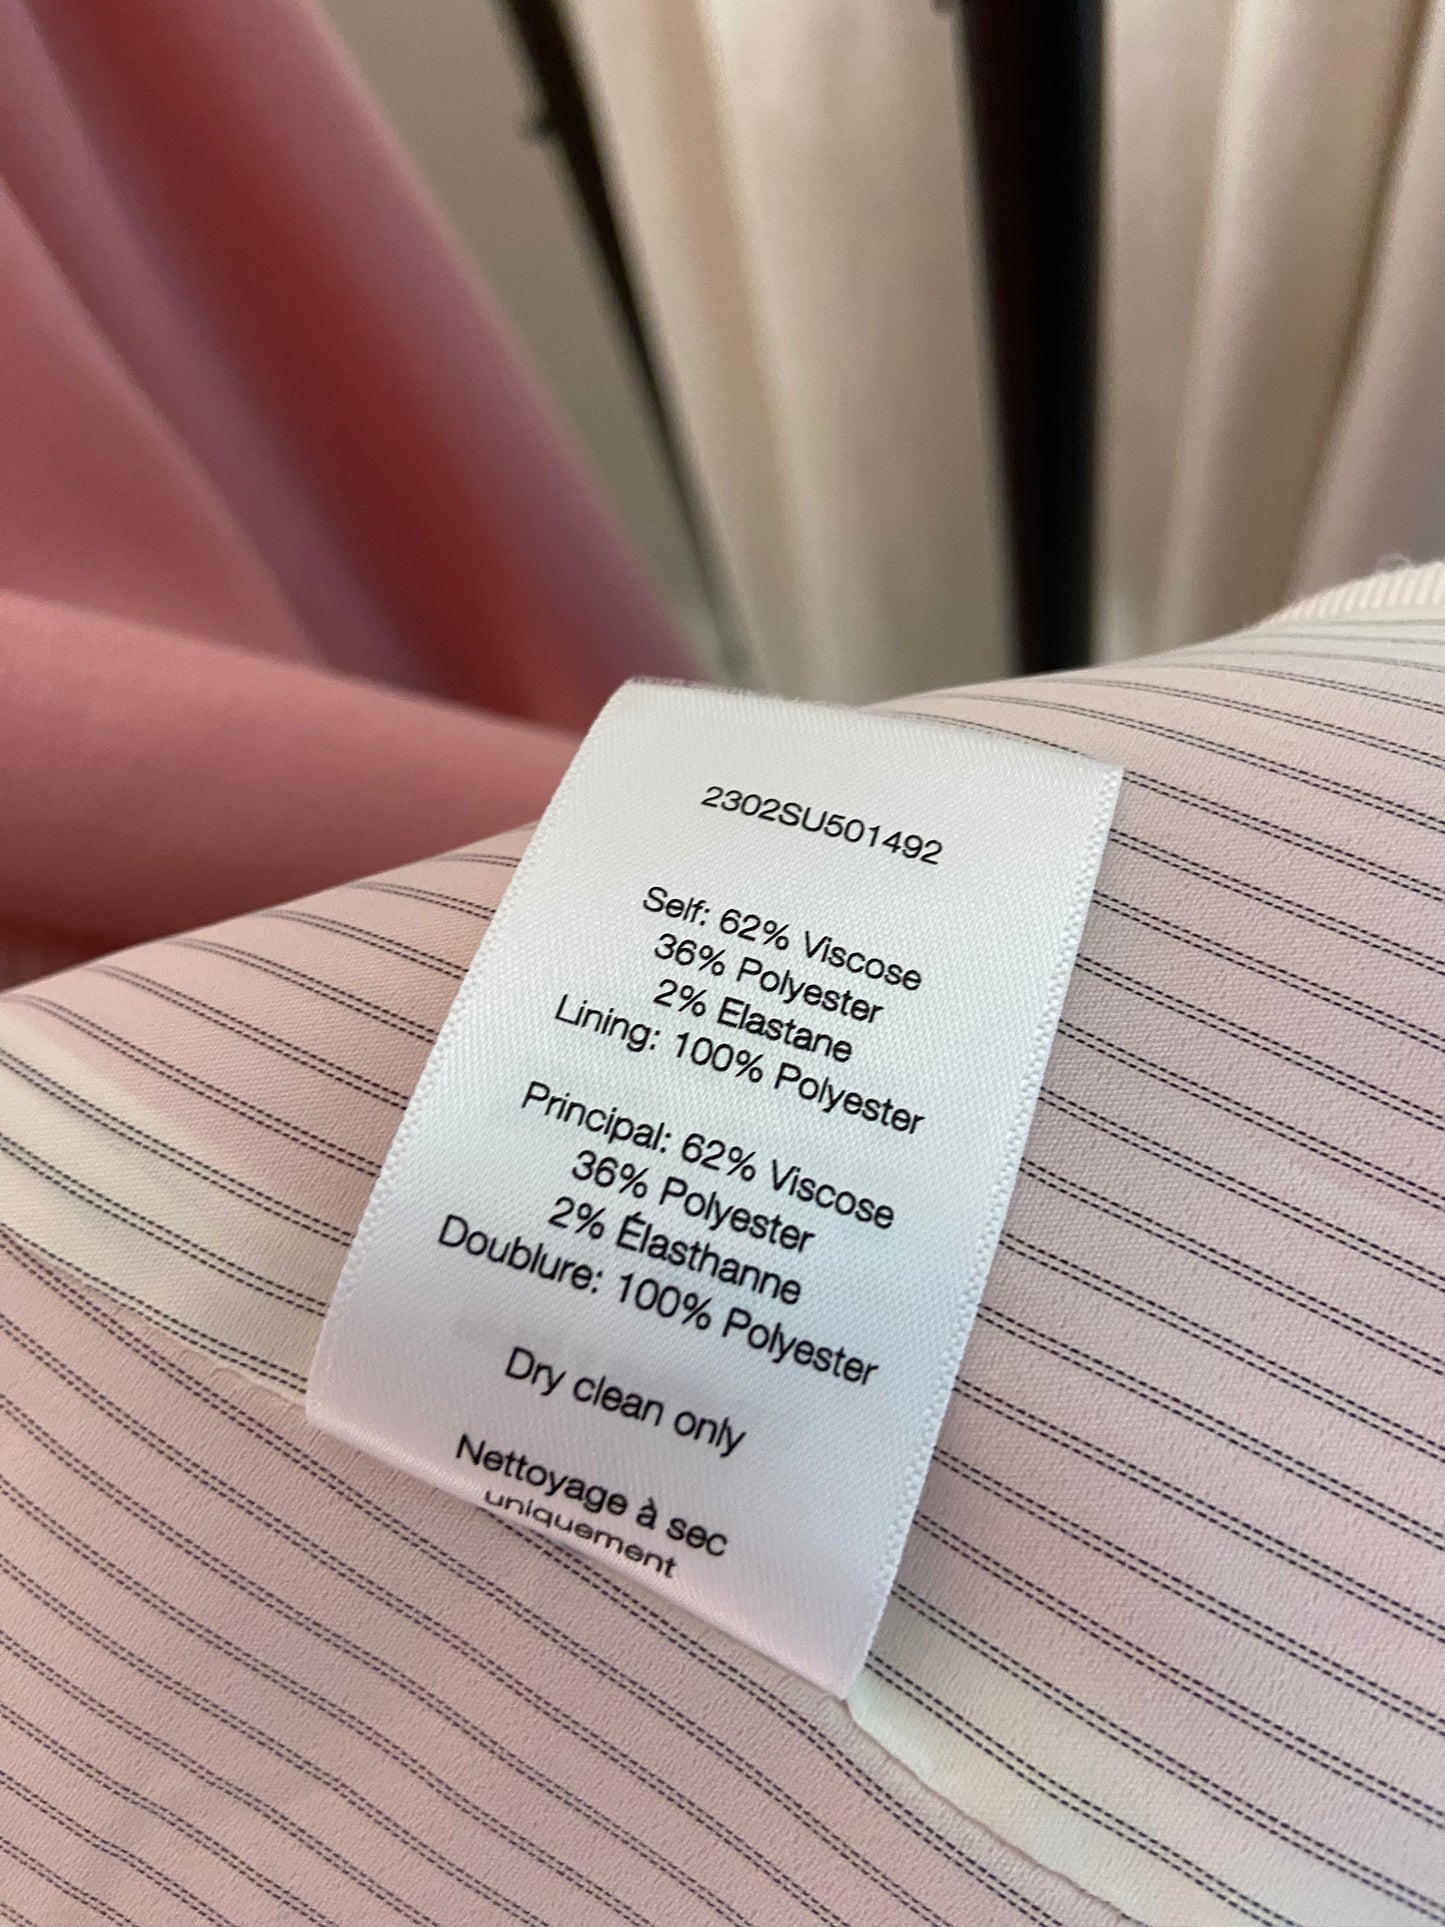 2302SU501492
Self: 62% Viscose
36% Polyester
2% Elastane
Lining: 100% Polyester
Principal: 62% Viscose
36% Polyester
2% Élasthanne
Doublure: 100% Polyester
Dry clean only
Nettoyage à sec
uniquement